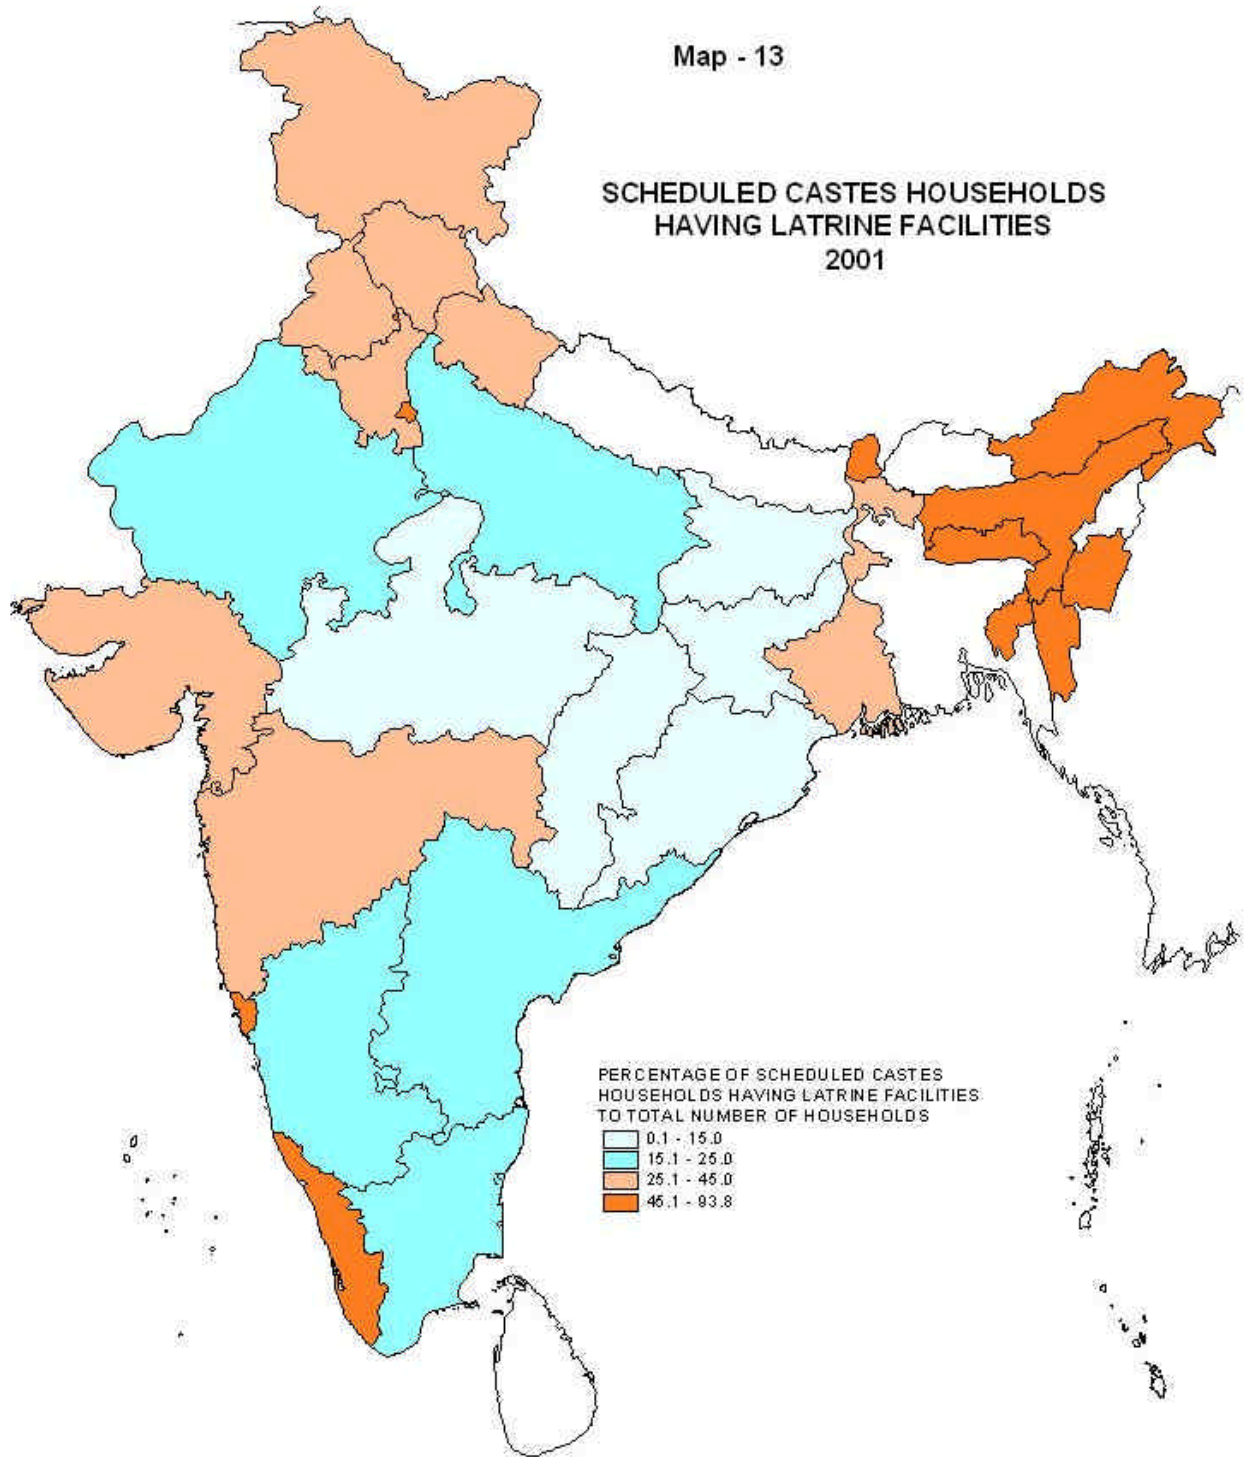 Map - 13
SCHEDULED CASTES HOUSEHOLDS
HAVING LATRINE FACILITIES
2001
PERCENTAGE OF SCHEDULED CASTES
HOUSEHOLDS HAVING LATRINE FACILITIES
TO TOTAL NUMBER OF HOUSEHOLDS
0.1 - 15.0
15.1 - 25.0
25.1 - 45.0
45.1 - 93.8